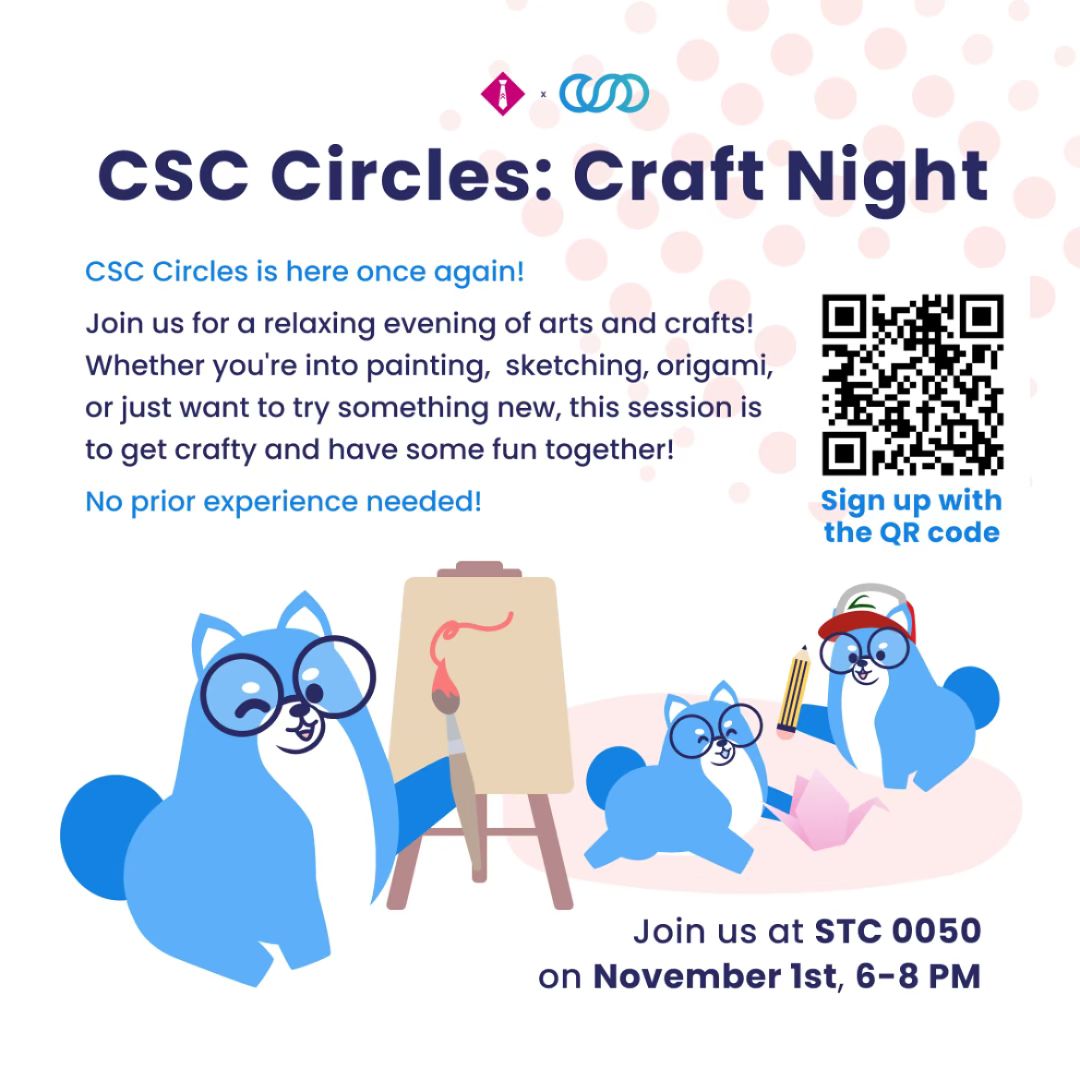 x
CSC Circles: Craft Night
CSC Circles is here once again!
Join us for a relaxing evening of arts and crafts!
Whether you're into painting,  sketching, origami,
or just want to try something new, this session is
to get crafty and have some fun together!
No prior experience needed!
Sign up with
the QR code
Join us at STC 0050
on November 1st, 6-8 PM